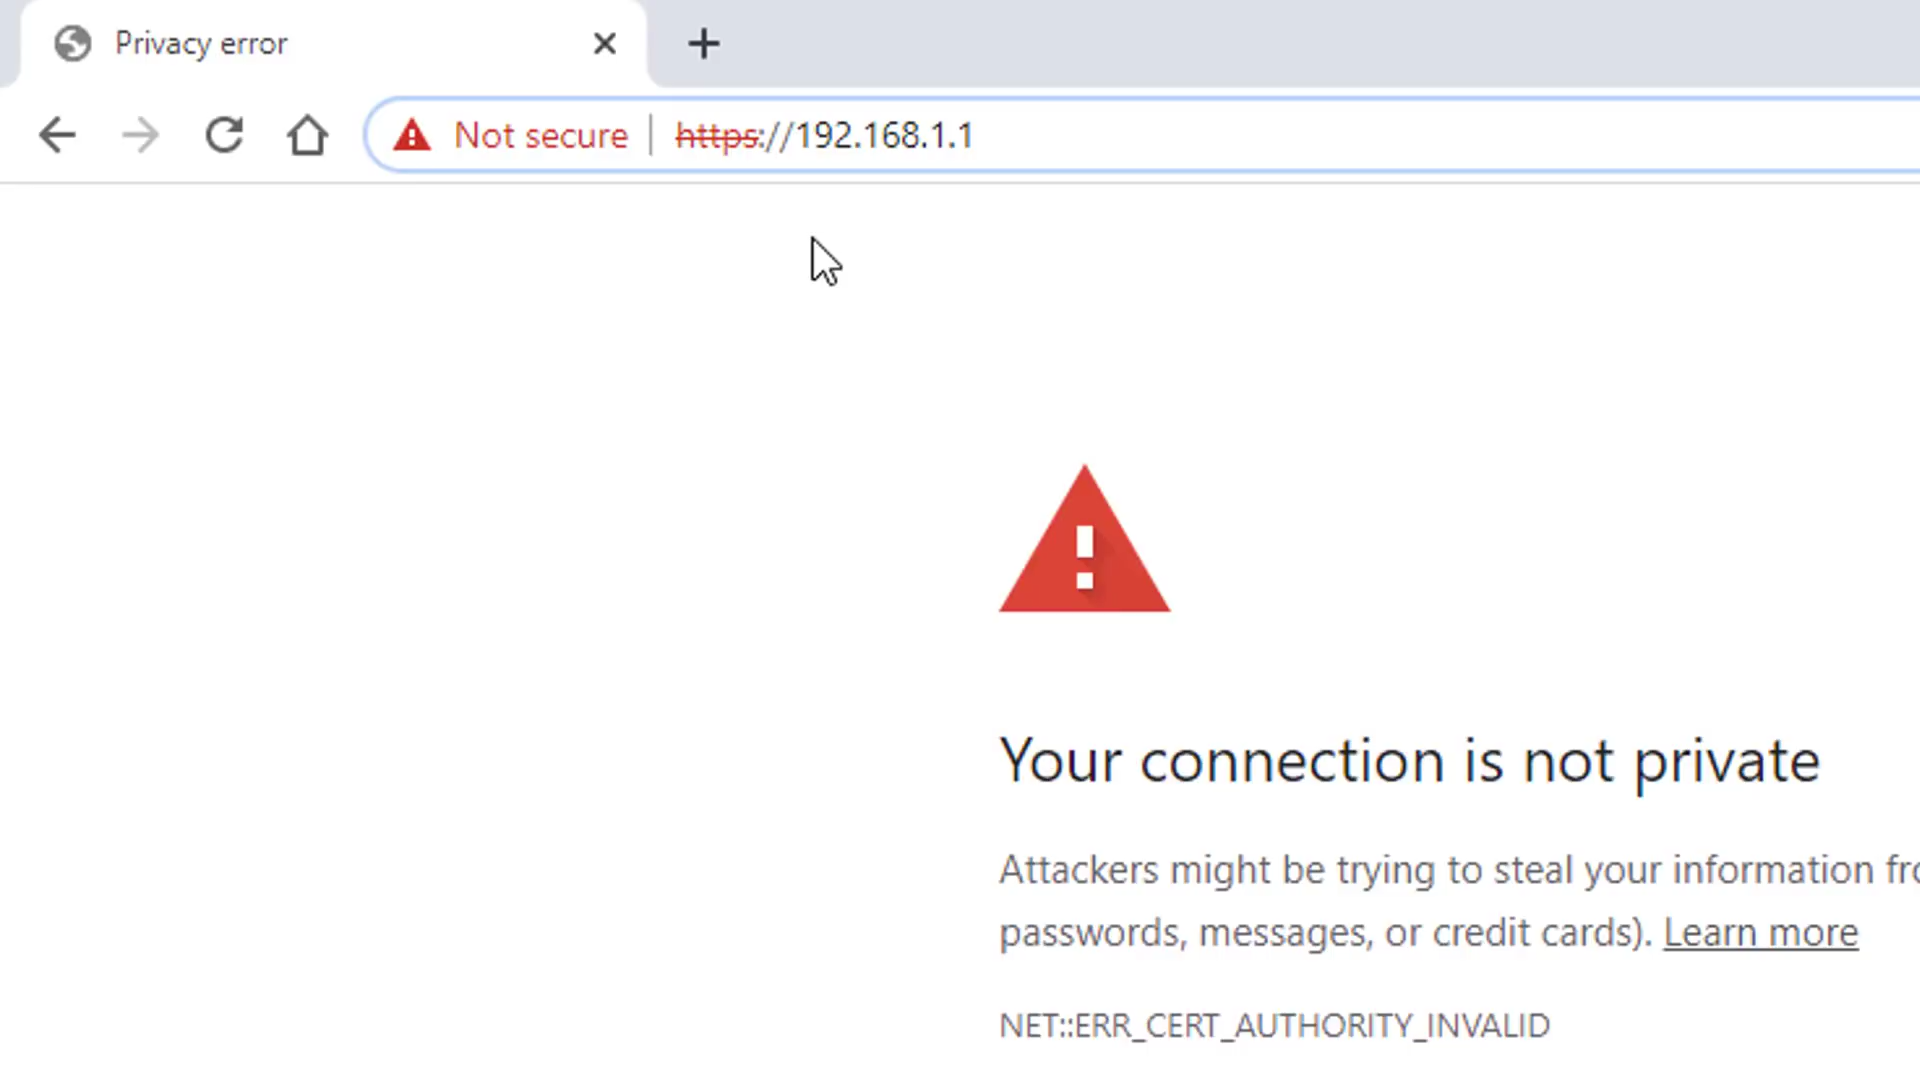 Privacy error
Not secure | https://192.168.1.1
Your connection is not private
Attackers might be trying to steal your information
passwords, messages, or credit cards). Learn more
NET::ERR_CERT_AUTHORITY_INVALID